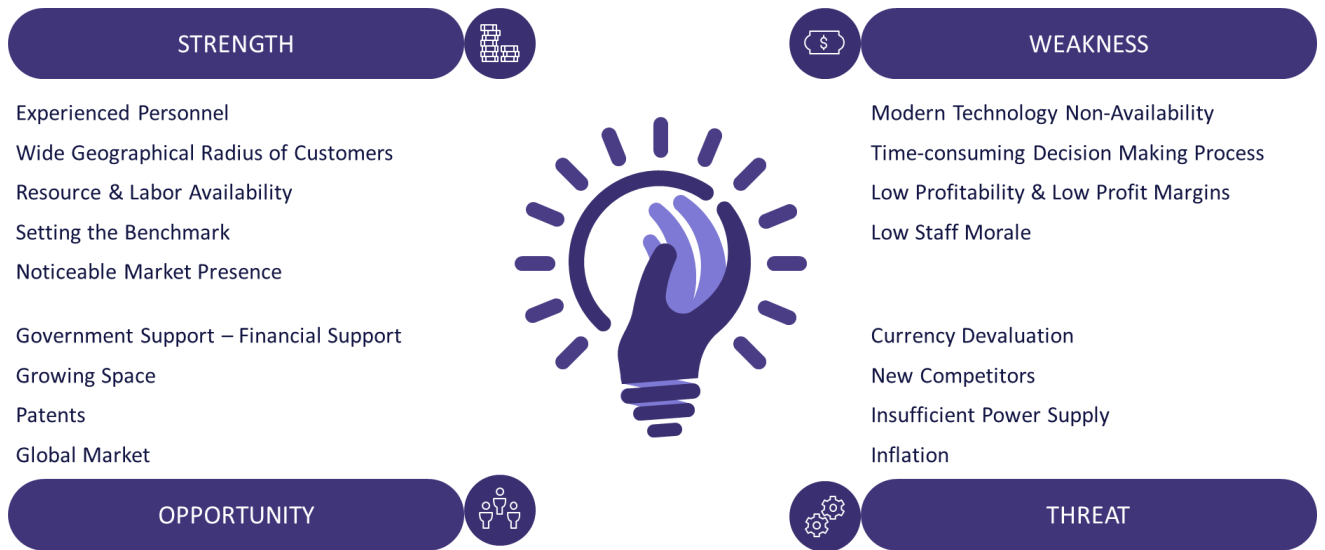 STRENGTH
Experienced Personnel
Wide Geographical Radius of Customers
Resource & Labor Availability
Setting the Benchmark
Noticeable Market Presence
$
WEAKNESS
Modern Technology Non-Availability
Time-consuming Decision Making Process
Low Profitability & Low Profit Margins
Low Staff Morale
Government Support – Financial Support
Growing Space
Patents
Global Market
OPPORTUNITY
Currency Devaluation
New Competitors
Insufficient Power Supply
Inflation
THREAT